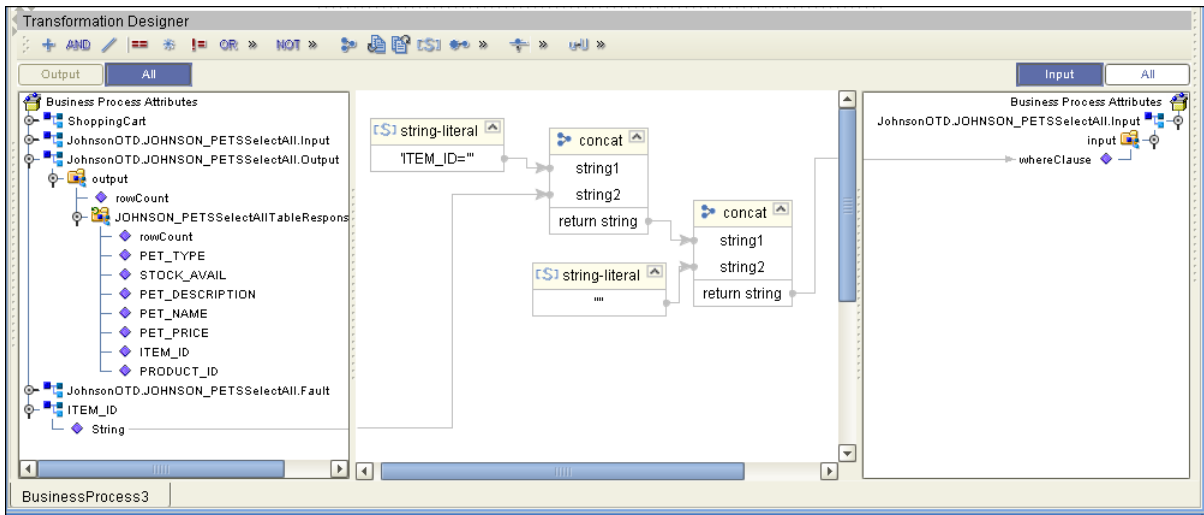 Transformation Designer
AND == != OR » NOT » [S] » » »
Output All Input All
Business Process Attributes
ShoppingCart
JohnsonOTD.JOHNSON_PETSSelectAll.Input
JohnsonOTD.JOHNSON_PETSSelectAll.Output
output
rowCount
JOHNSON_PETSSelectAllTableRespons
rowCount
PET_TYPE
STOCK_AVAIL
PET_DESCRIPTION
PET_NAME
PET_PRICE
ITEM_ID
PRODUCT_ID
JohnsonOTD.JOHNSON_PETSSelectAll.Fault
ITEM_ID
String
[S] string-literal
'ITEM_ID="'
concat
string1
string2
return string
[S] string-literal
""
concat
string1
string2
return string
Business Process Attributes
JohnsonOTD.JOHNSON_PETSSelectAll.Input
input
whereClause
BusinessProcess3